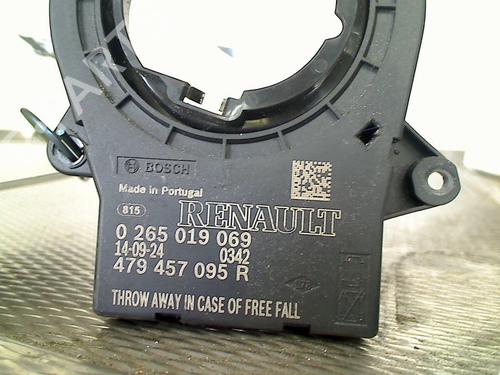 BOSCH
Made in Portugal
815
RENAULT
0 265 019 069
14-09-24 0342
479 457 095 R
THROW AWAY IN CASE OF FREE FALL